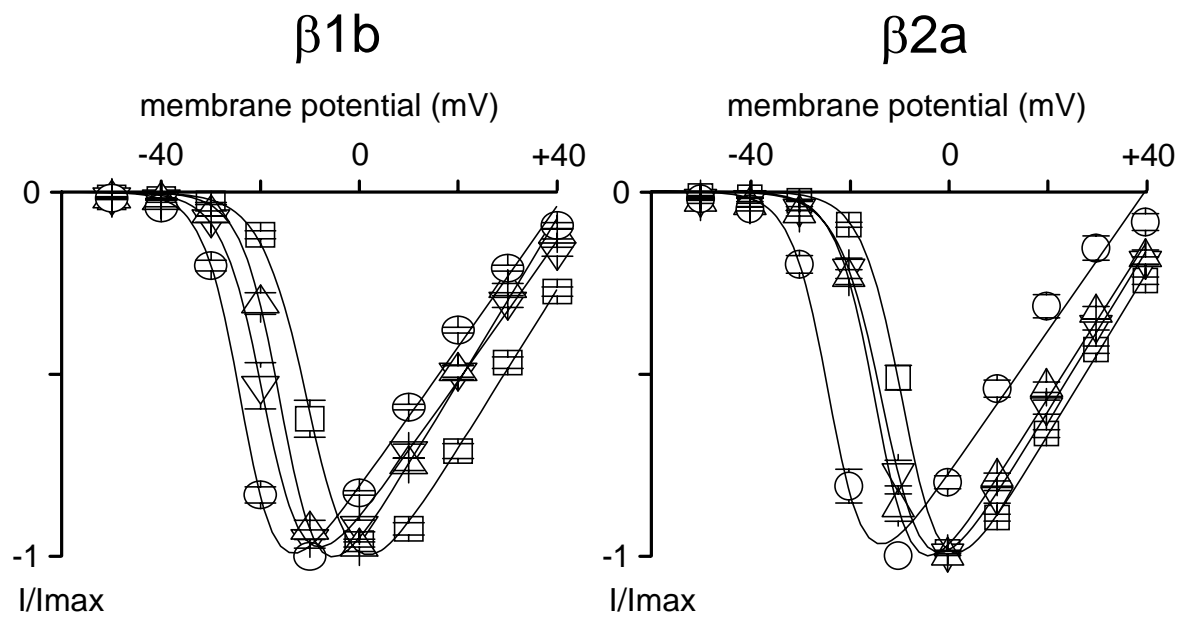 β1b
β2a
membrane potential (mV)
membrane potential (mV)
-40 0 +40
-40 0 +40
0
0
-1
-1
I/Imax
I/Imax